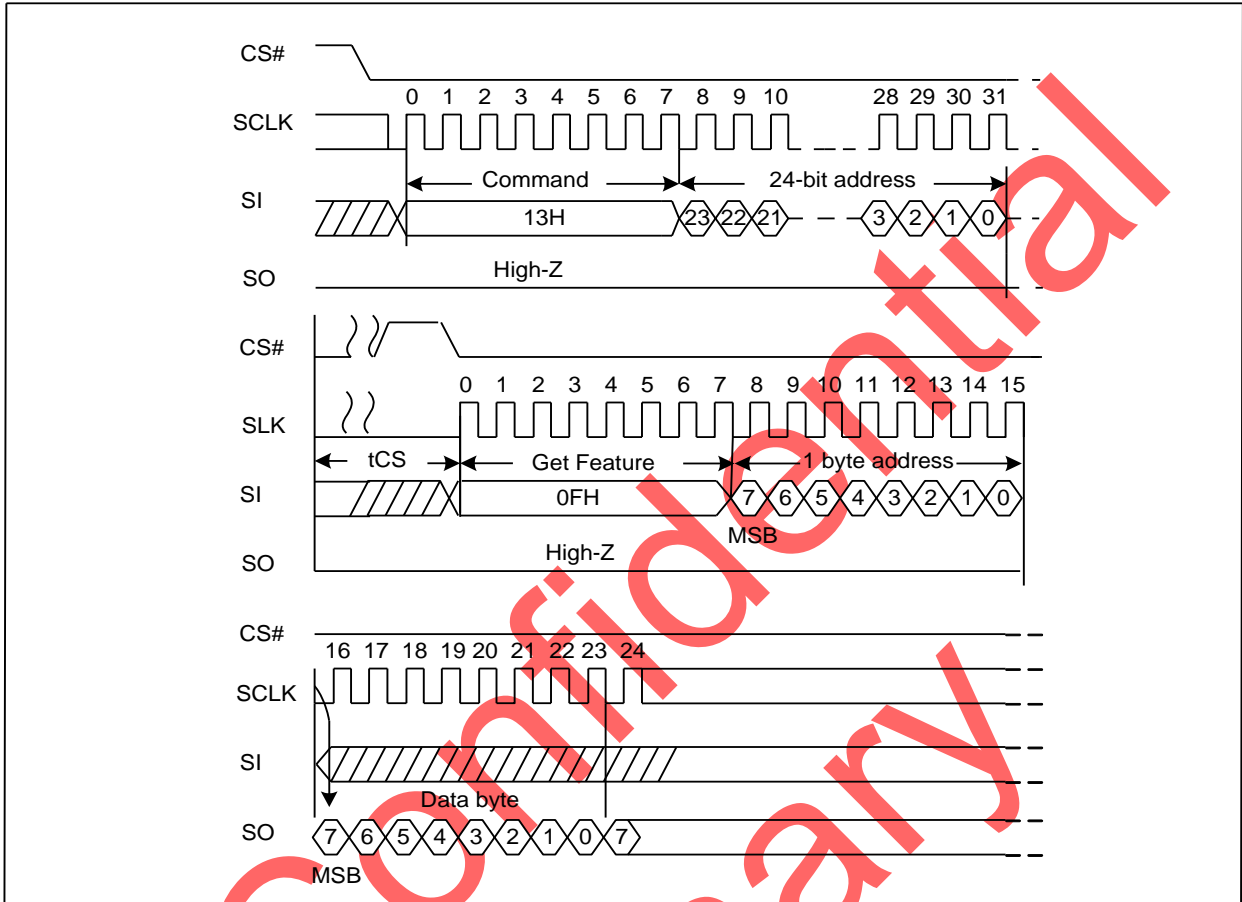 CS#
0 1 2 3 4 5 6 7 8 9 10 28 29 30 31
SCLK
Command 24-bit address
SI
13H 23 22 21 3 2 1 0
High-Z
SO
CS#
0 1 2 3 4 5 6 7 8 9 10 11 12 13 14 15
SLK
tCS Get Feature 1 byte address
SI
0FH 7 6 5 4 3 2 1 0
MSB
High-Z
SO
CS#
16 17 18 19 20 21 22 23 24
SCLK
SI
Data byte
SO
7 6 5 4 3 2 1 0 7
MSB
Confidential